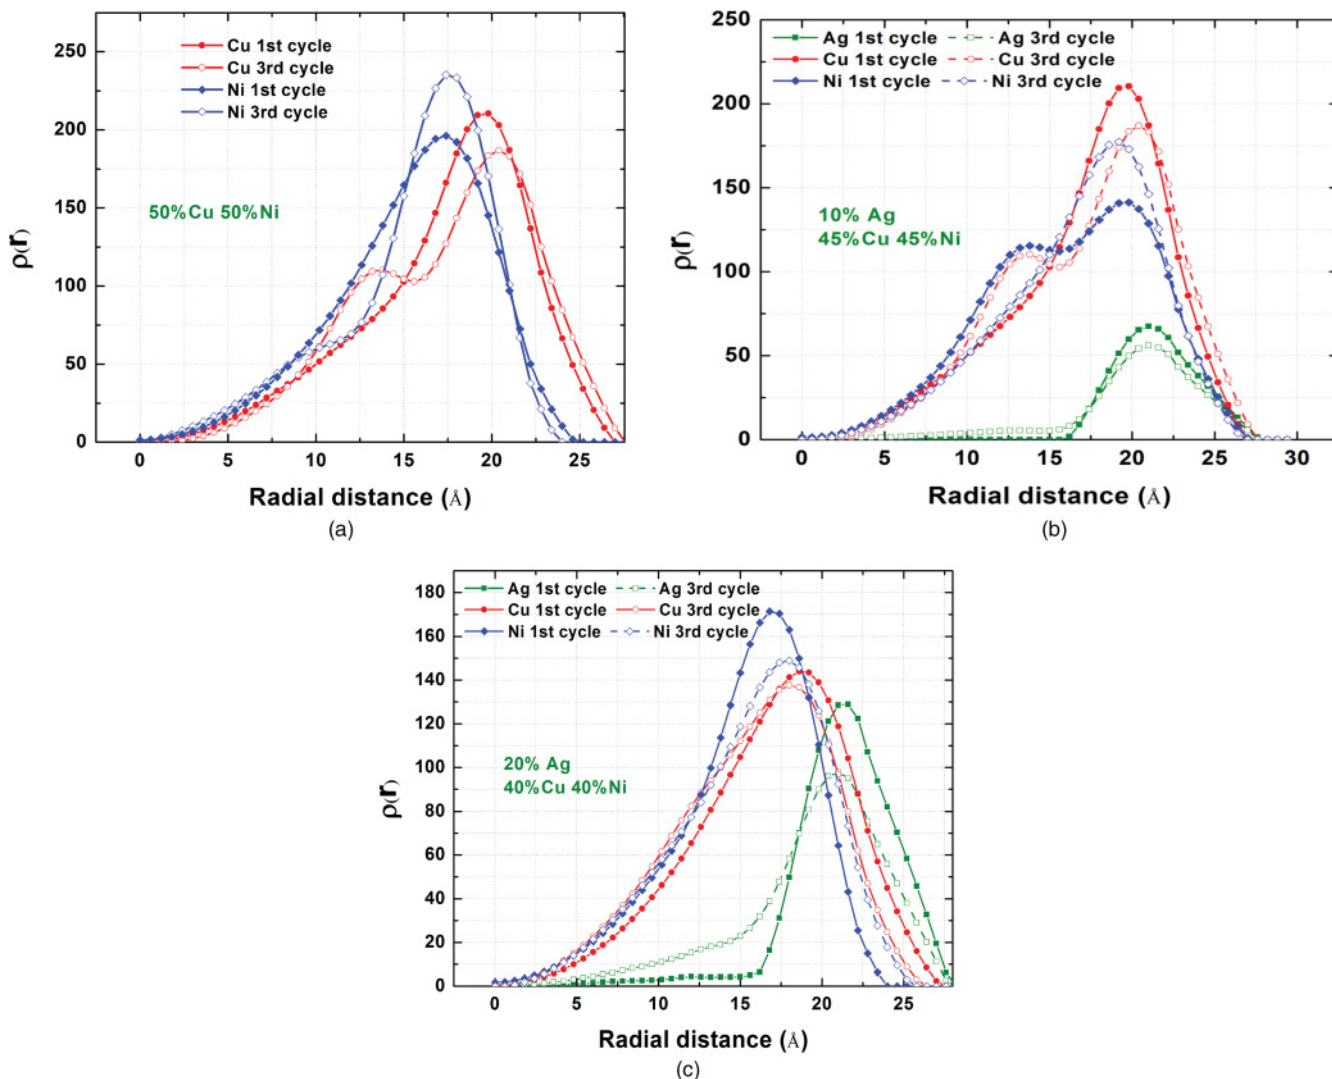 250
200
150
100
50
0
ρ(r)
Cu 1st cycle
Cu 3rd cycle
Ni 1st cycle
Ni 3rd cycle
50%Cu 50%Ni
0 5 10 15 20 25
Radial distance (Å)
(a)
250
200
150
100
50
0
ρ(r)
Ag 1st cycle Ag 3rd cycle
Cu 1st cycle Cu 3rd cycle
Ni 1st cycle Ni 3rd cycle
10% Ag
45%Cu 45%Ni
0 5 10 15 20 25 30
Radial distance (Å)
(b)
180
160
140
120
100
80
60
40
20
0
ρ(r)
Ag 1st cycle Ag 3rd cycle
Cu 1st cycle Cu 3rd cycle
Ni 1st cycle Ni 3rd cycle
20% Ag
40%Cu 40%Ni
0 5 10 15 20 25
Radial distance (Å)
(c)